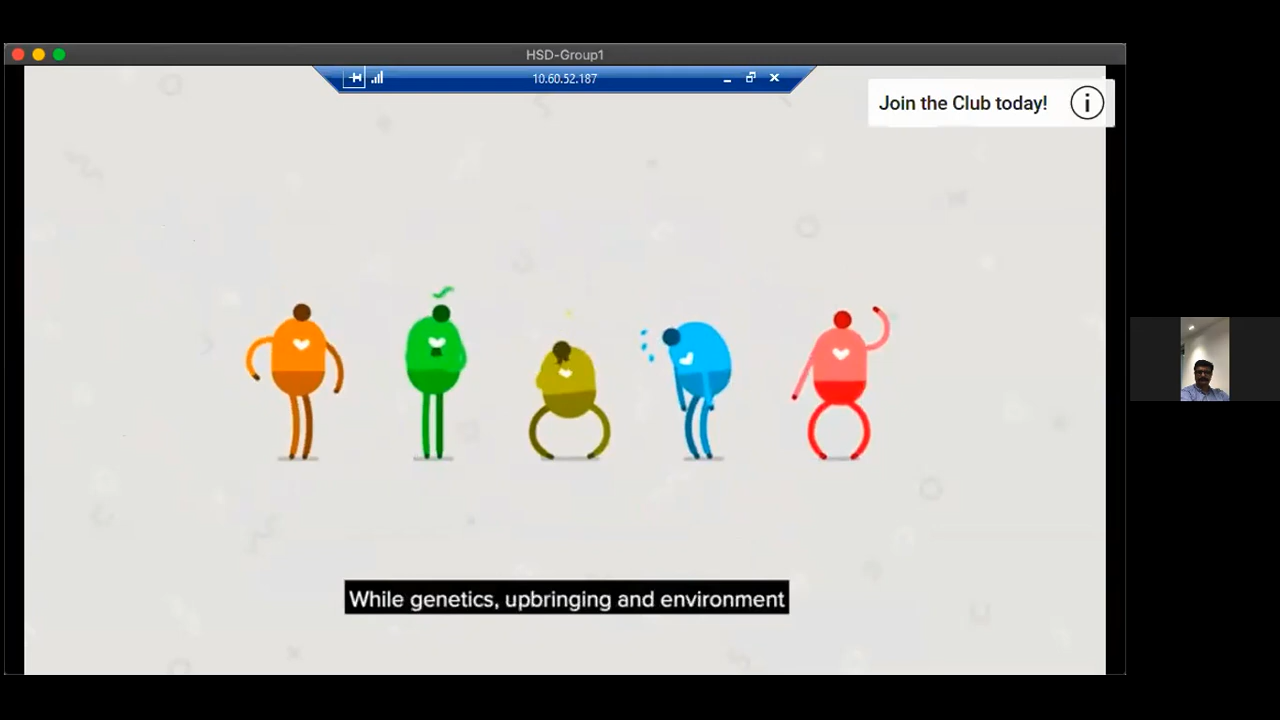 HSD-Group1
10.60.52.187
Join the Club today!
While genetics, upbringing and environment